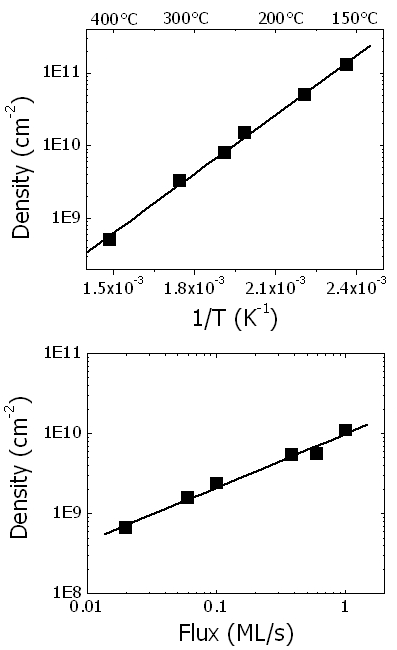 400°C 300°C 200°C 150°C
1E11
1E10
1E9
Density (cm-2)
1.5x10-3 1.8x10-3 2.1x10-3 2.4x10-3
1/T (K-1)
1E11
1E10
1E9
1E8
Density (cm-2)
0.01 0.1 1
Flux (ML/s)